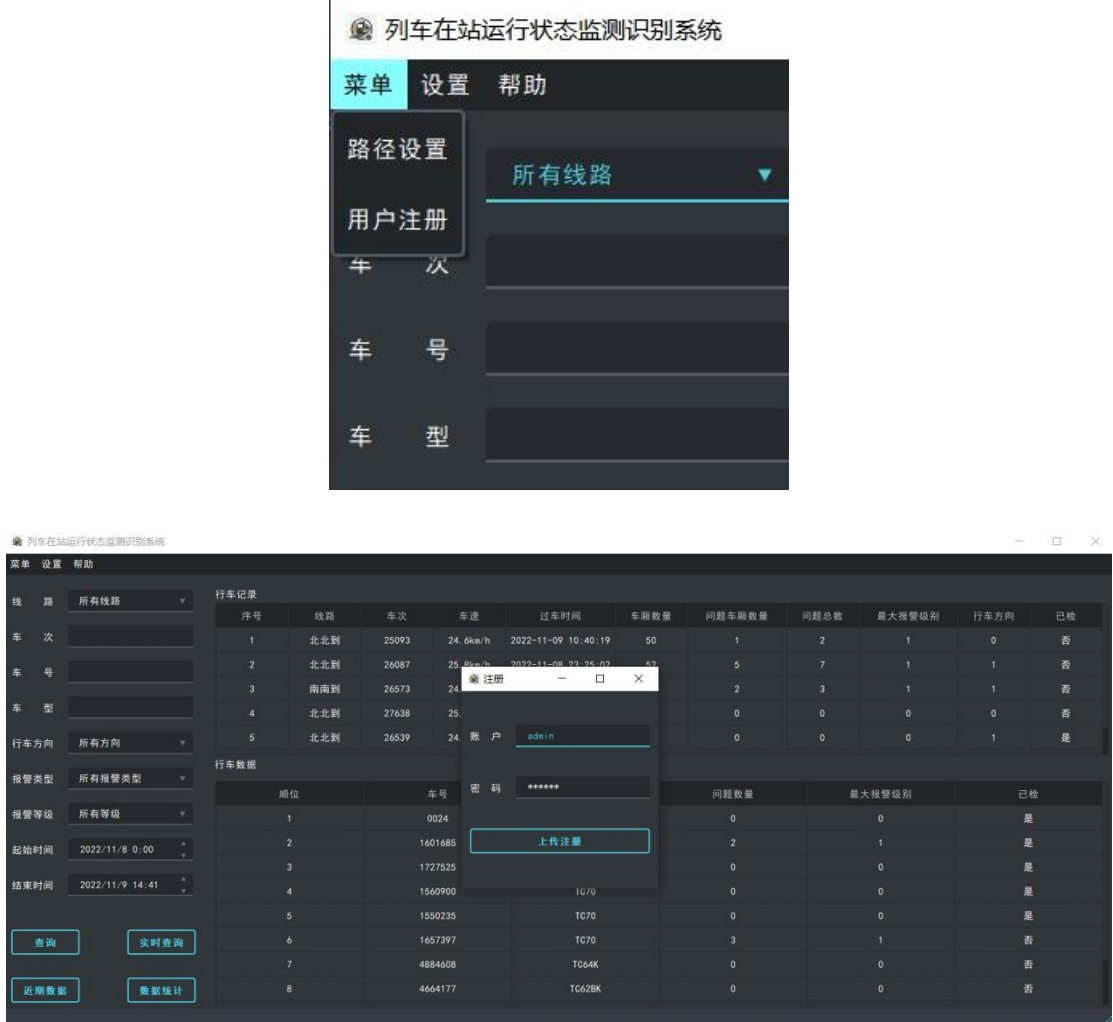 列车在站运行状态监测识别系统
菜单 设置 帮助
路径设置
所有线路
用户注册
车 次
车 号
车 型
列车在站运行状态监测识别系统
菜单 设置 帮助
线 路 所有线路
车 次
车 号
车 型
行车方向 所有方向
报警类型 所有报警类型
报警等级 所有等级
起始时间 2022/11/8 0:00
结束时间 2022/11/9 14:41
查询 实时查询
近期数据 数据统计
行车记录
序号 线路 车次 车速 过车时间 车厢数量 问题车厢数量 问题总数 最大报警级别 行车方向 已检
1 北北到 25093 24.6km/h 2022-11-09 10:40:19 50 1 2 1 0 否
2 北北到 26087 25.8km/h 2022-11-08 23:25:02 52 5 7 1 1 否
3 南南到 26573 24. 2 3 1 1 否
4 北北到 27638 25. 0 0 0 0 否
5 北北到 26539 24. 0 0 0 1 是
注册
账 户 admin
密 码 ******
上传注册
行车数据
顺位 车号 问题数量 最大报警级别 已检
1 0024 0 0 是
2 1601685 2 1 是
3 1727525 0 0 是
4 1560900 TC70 0 0 是
5 1550235 TC70 0 0 是
6 1657397 TC70 3 1 否
7 4884608 TC64K 0 0 否
8 4664177 TC62BK 0 0 否